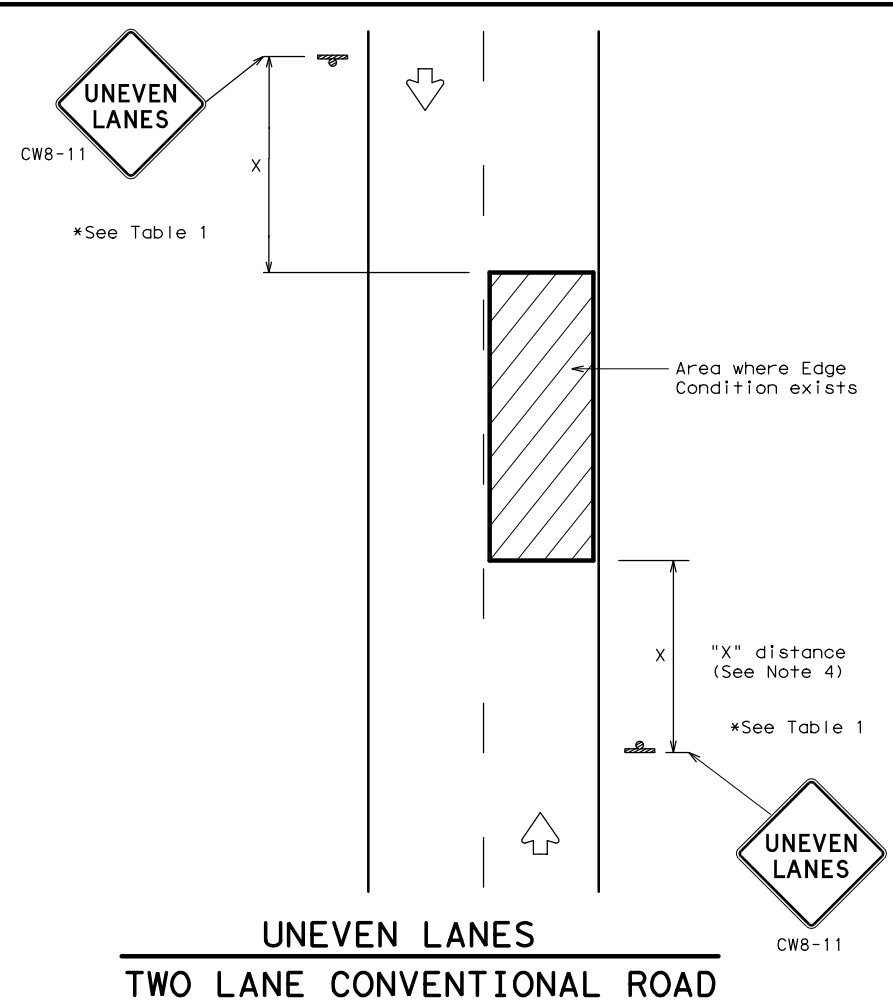 UNEVEN
LANES
CW8-11
X
*See Table 1
Area where Edge
Condition exists
X
"X" distance
(See Note 4)
*See Table 1
UNEVEN
LANES
CW8-11
UNEVEN LANES
TWO LANE CONVENTIONAL ROAD